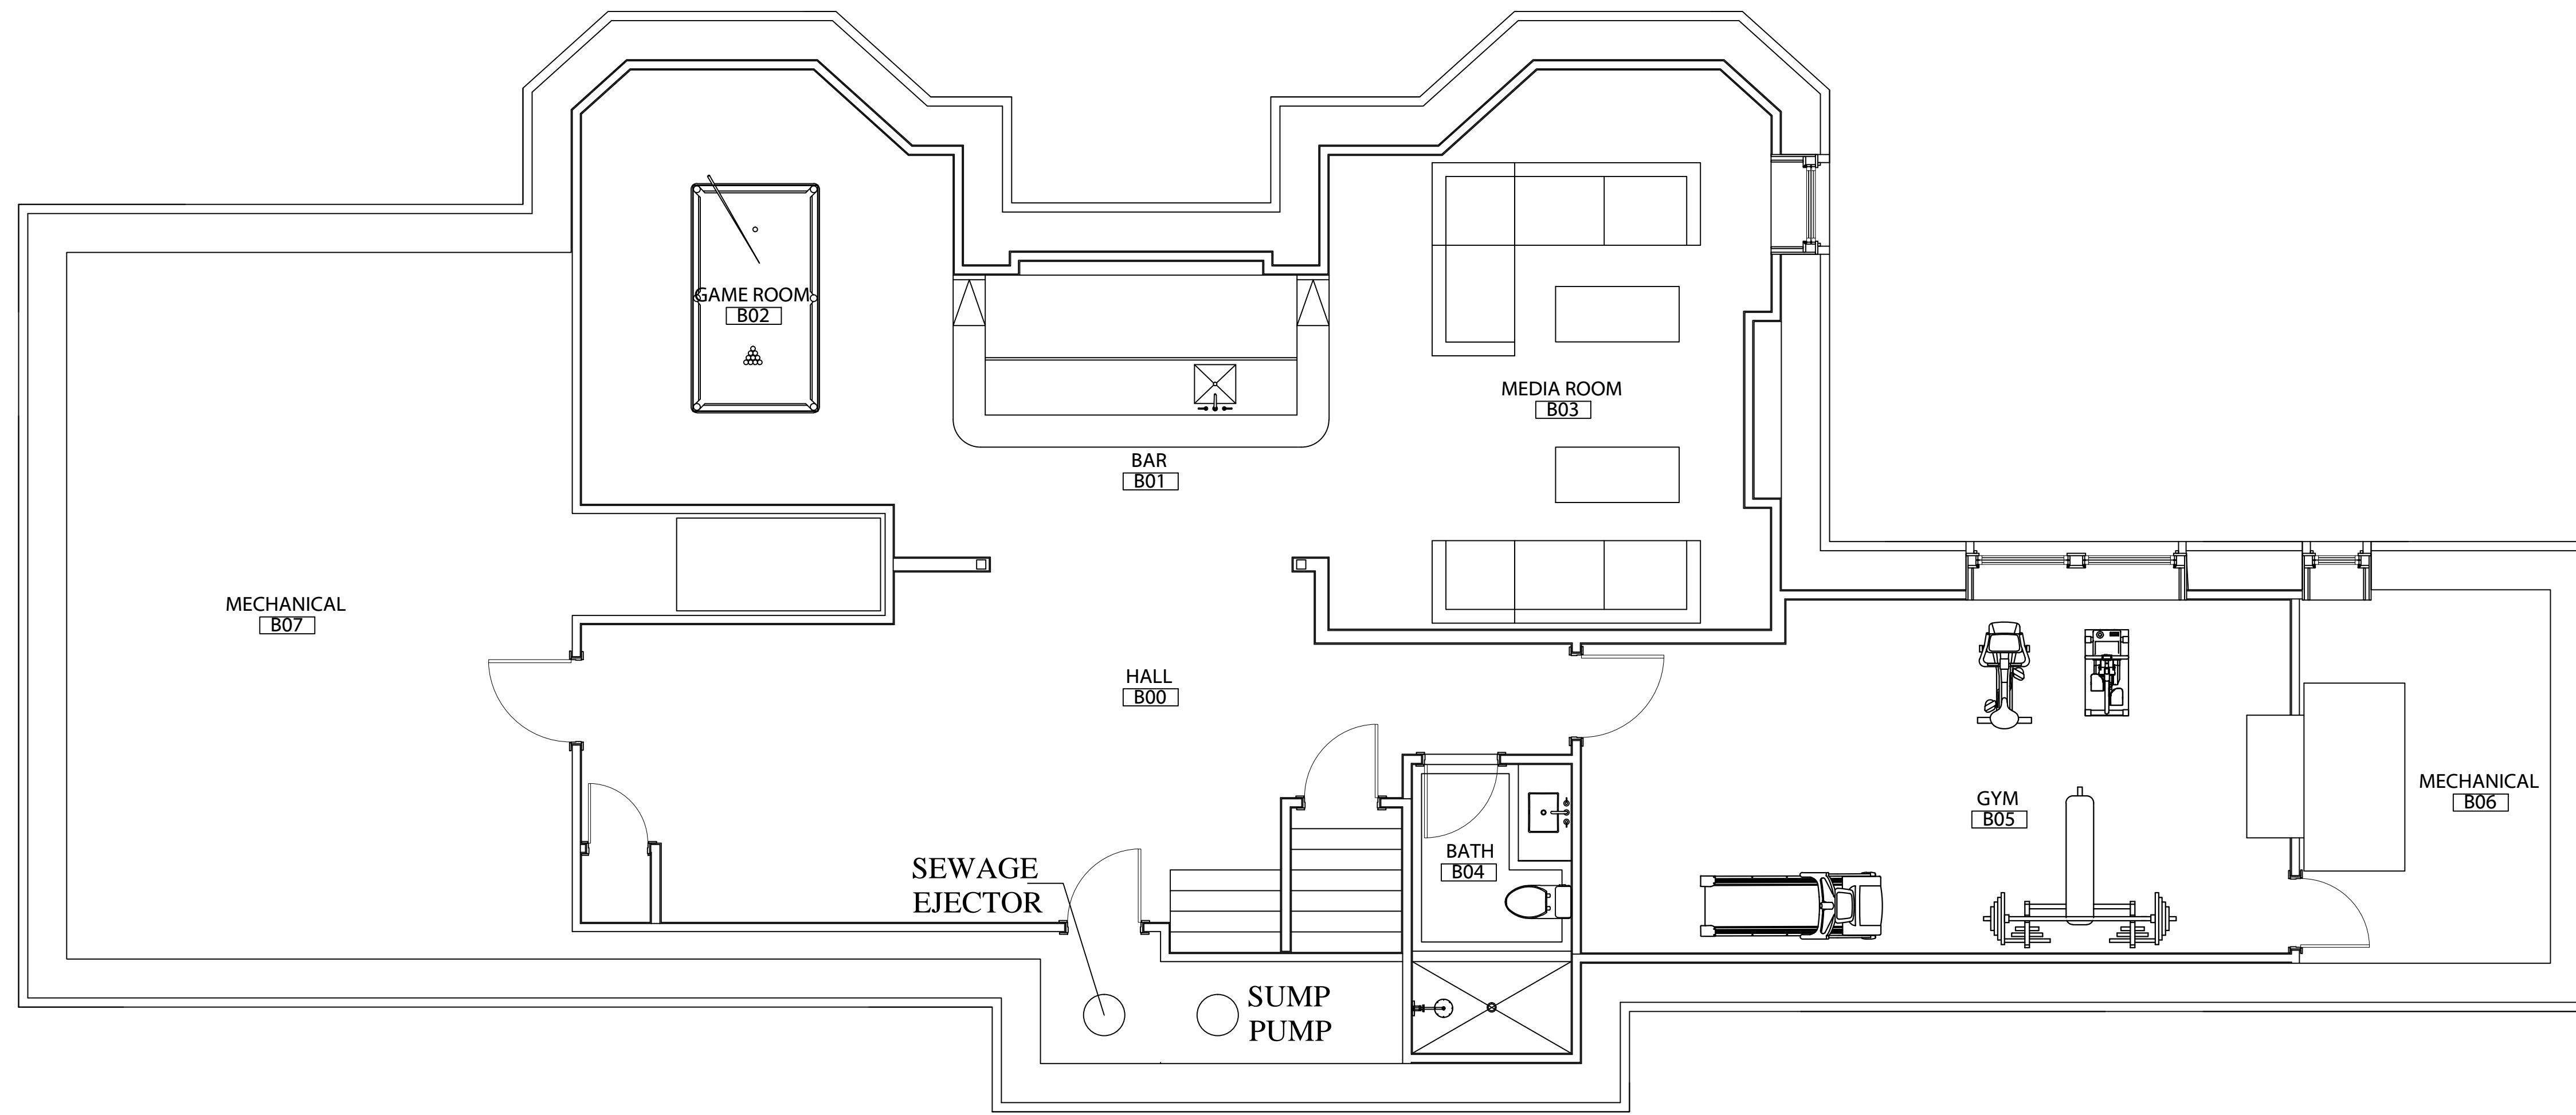 GAME ROOM
B02
MEDIA ROOM
B03
BAR
B01
MECHANICAL
B07
HALL
B00
MECHANICAL
B06
GYM
B05
BATH
B04
SEWAGE
EJECTOR
SUMP
PUMP